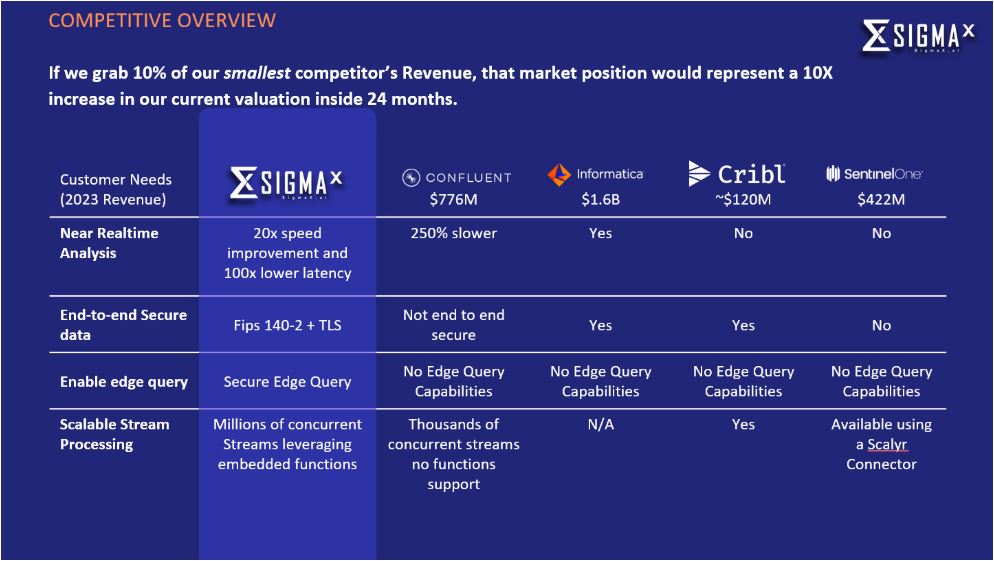 COMPETITIVE OVERVIEW
SIGMAX
SigmaX.ai
If we grab 10% of our smallest competitor's Revenue, that market position would represent a 10X
increase in our current valuation inside 24 months.
Customer Needs
(2023 Revenue)
SIGMAX
SigmaX.ai
CONFLUENT
$776M
Informatica
$1.6B
Cribl
~$120M
SentinelOne
$422M
Near Realtime
Analysis
20x speed
improvement and
100x lower latency
250% slower
Yes
No
No
End-to-end Secure
data
Fips 140-2 + TLS
Not end to end
secure
Yes
Yes
No
Enable edge query
Secure Edge Query
No Edge Query
Capabilities
No Edge Query
Capabilities
No Edge Query
Capabilities
No Edge Query
Capabilities
Scalable Stream
Processing
Millions of concurrent
Streams leveraging
embedded functions
Thousands of
concurrent streams
no functions
support
N/A
Yes
Available using
a Scalyr
Connector